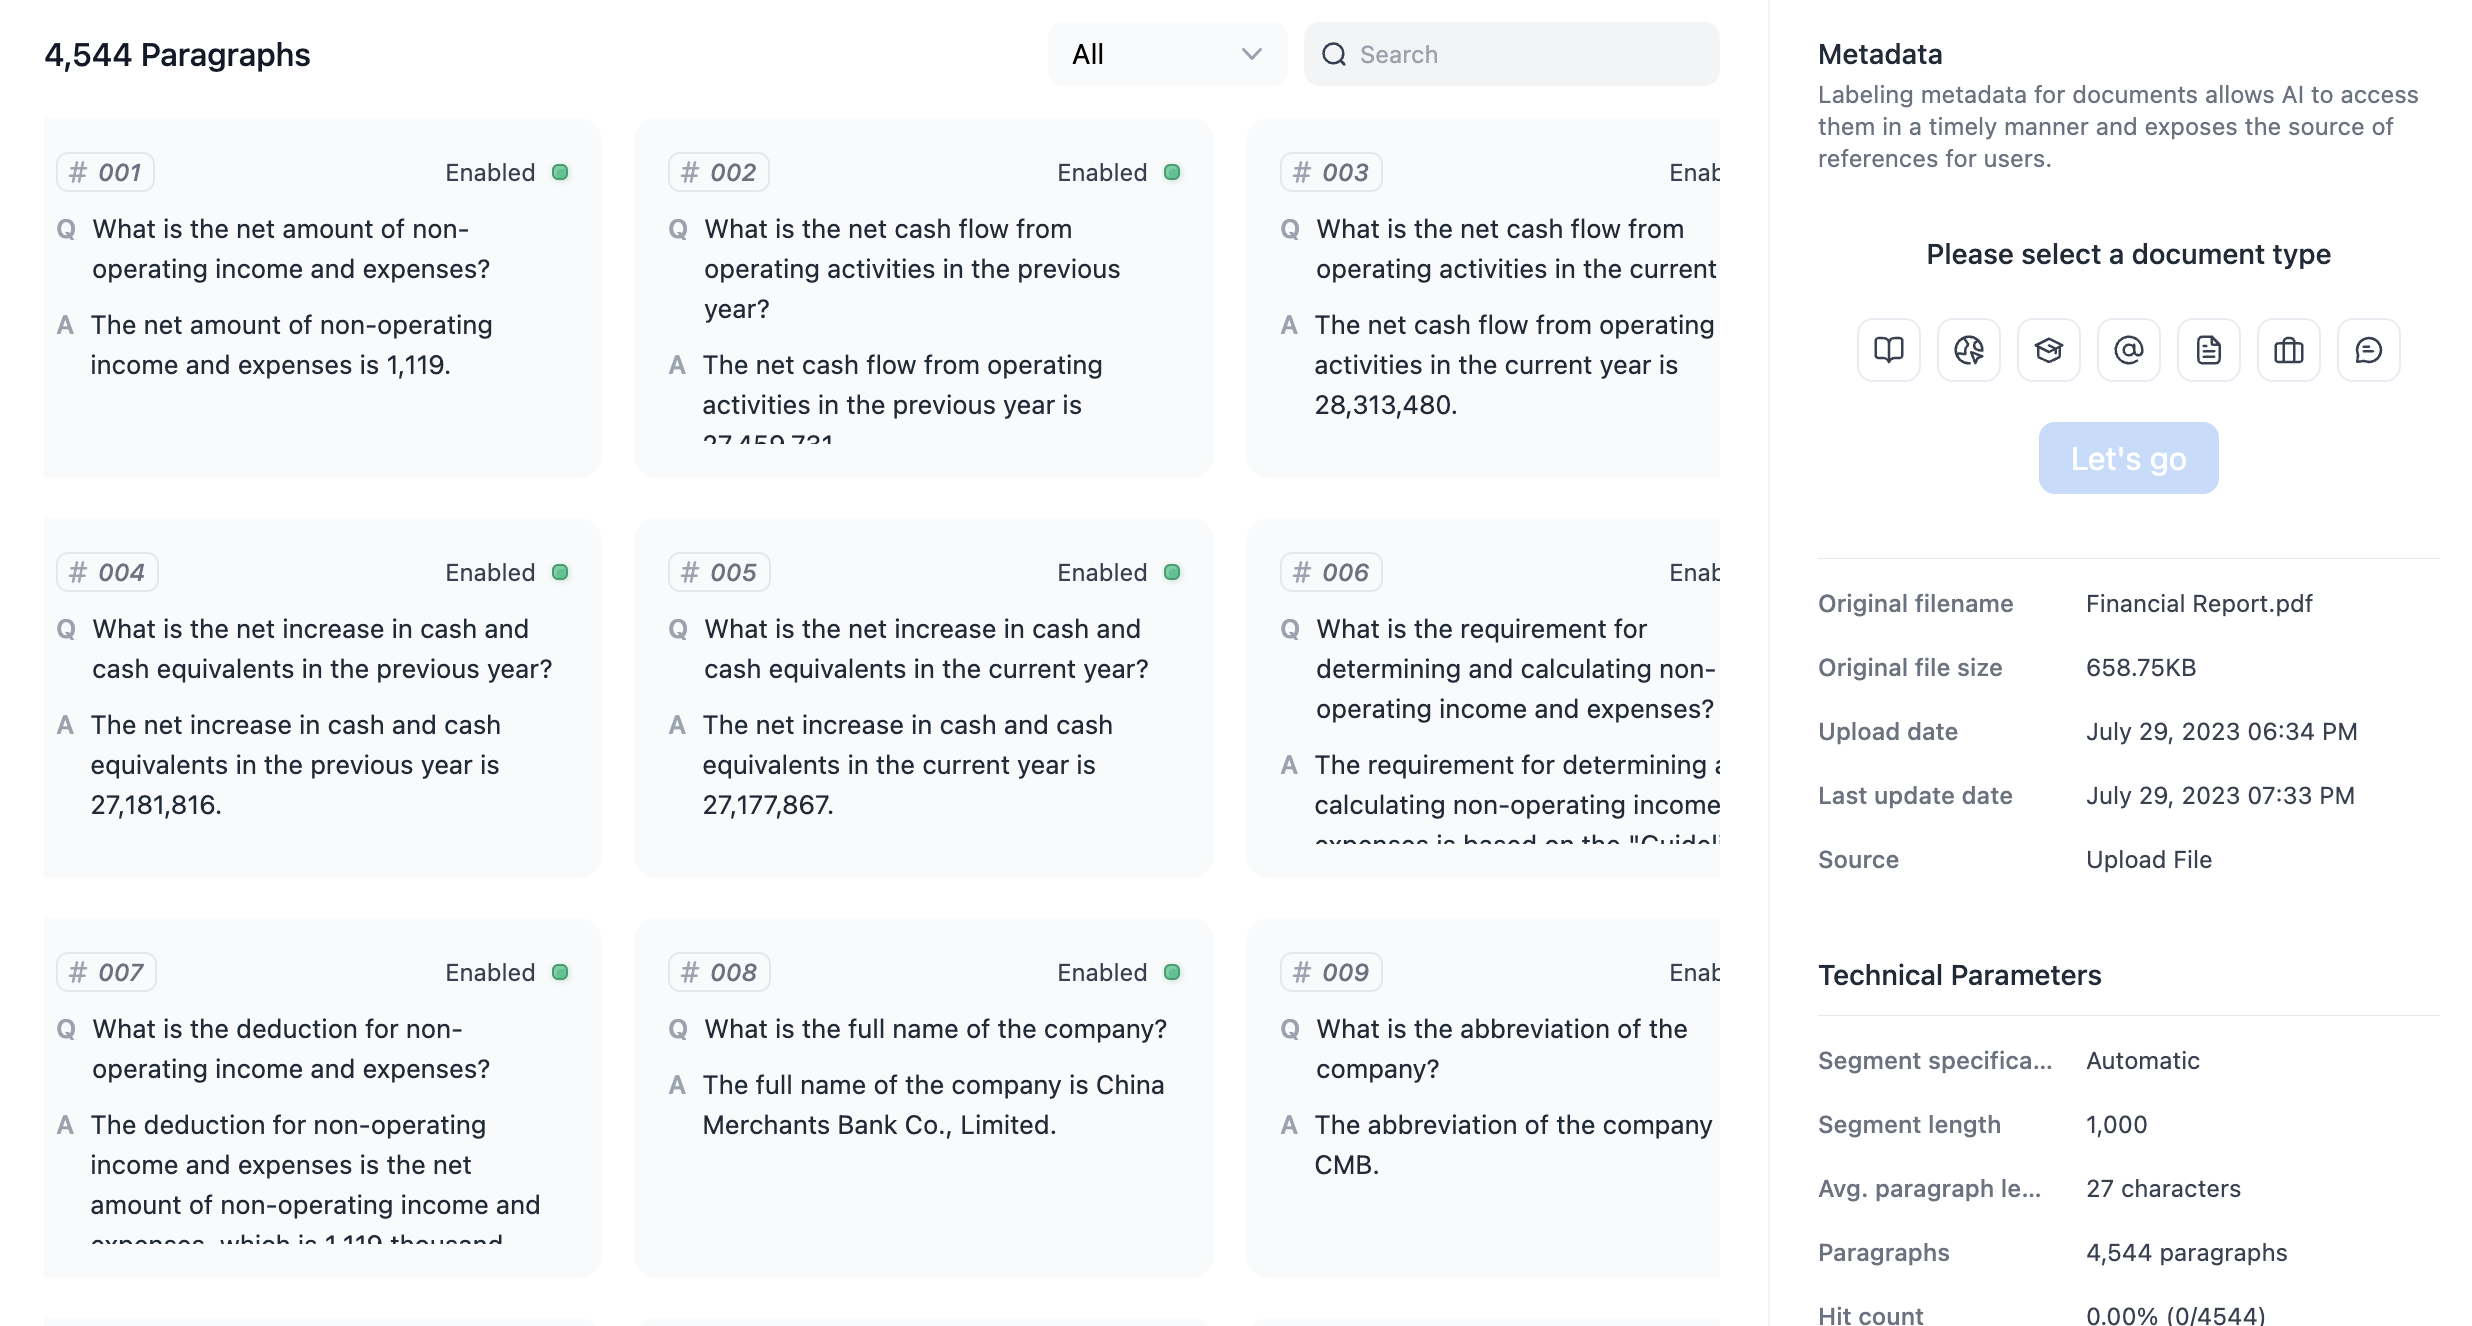 4,544 Paragraphs
All
Search
# 001
Enabled
Q What is the net amount of non-
operating income and expenses?
A The net amount of non-operating
income and expenses is 1,119.
# 002
Enabled
Q What is the net cash flow from
operating activities in the previous
year?
A The net cash flow from operating
activities in the previous year is
27,459,731.
# 003
Enab
Q What is the net cash flow from
operating activities in the current
A The net cash flow from operating
activities in the current year is
28,313,480.
# 004
Enabled
Q What is the net increase in cash and
cash equivalents in the previous year?
A The net increase in cash and cash
equivalents in the previous year is
27,181,816.
# 005
Enabled
Q What is the net increase in cash and
cash equivalents in the current year?
A The net increase in cash and cash
equivalents in the current year is
27,177,867.
# 006
Enab
Q What is the requirement for
determining and calculating non-
operating income and expenses?
A The requirement for determining a
calculating non-operating income
expenses is based on the "Guideli
# 007
Enabled
Q What is the deduction for non-
operating income and expenses?
A The deduction for non-operating
income and expenses is the net
amount of non-operating income and
expenses, which is 1,119 thousand
# 008
Enabled
Q What is the full name of the company?
A The full name of the company is China
Merchants Bank Co., Limited.
# 009
Enab
Q What is the abbreviation of the
company?
A The abbreviation of the company
CMB.
Metadata
Labeling metadata for documents allows AI to access
them in a timely manner and exposes the source of
references for users.
Please select a document type
Let's go
Original filename Financial Report.pdf
Original file size 658.75KB
Upload date July 29, 2023 06:34 PM
Last update date July 29, 2023 07:33 PM
Source Upload File
Technical Parameters
Segment specifica... Automatic
Segment length 1,000
Avg. paragraph le... 27 characters
Paragraphs 4,544 paragraphs
Hit count 0.00% (0/4544)